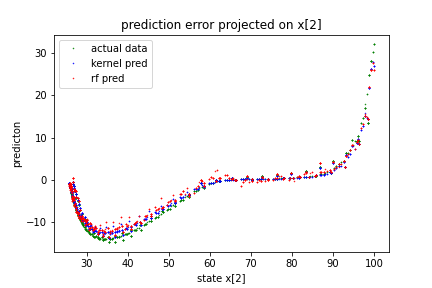 prediction error projected on x[2]
actual data
kernel pred
rf pred
30
20
10
0
−10
predicton
30 40 50 60 70 80 90 100
state x[2]